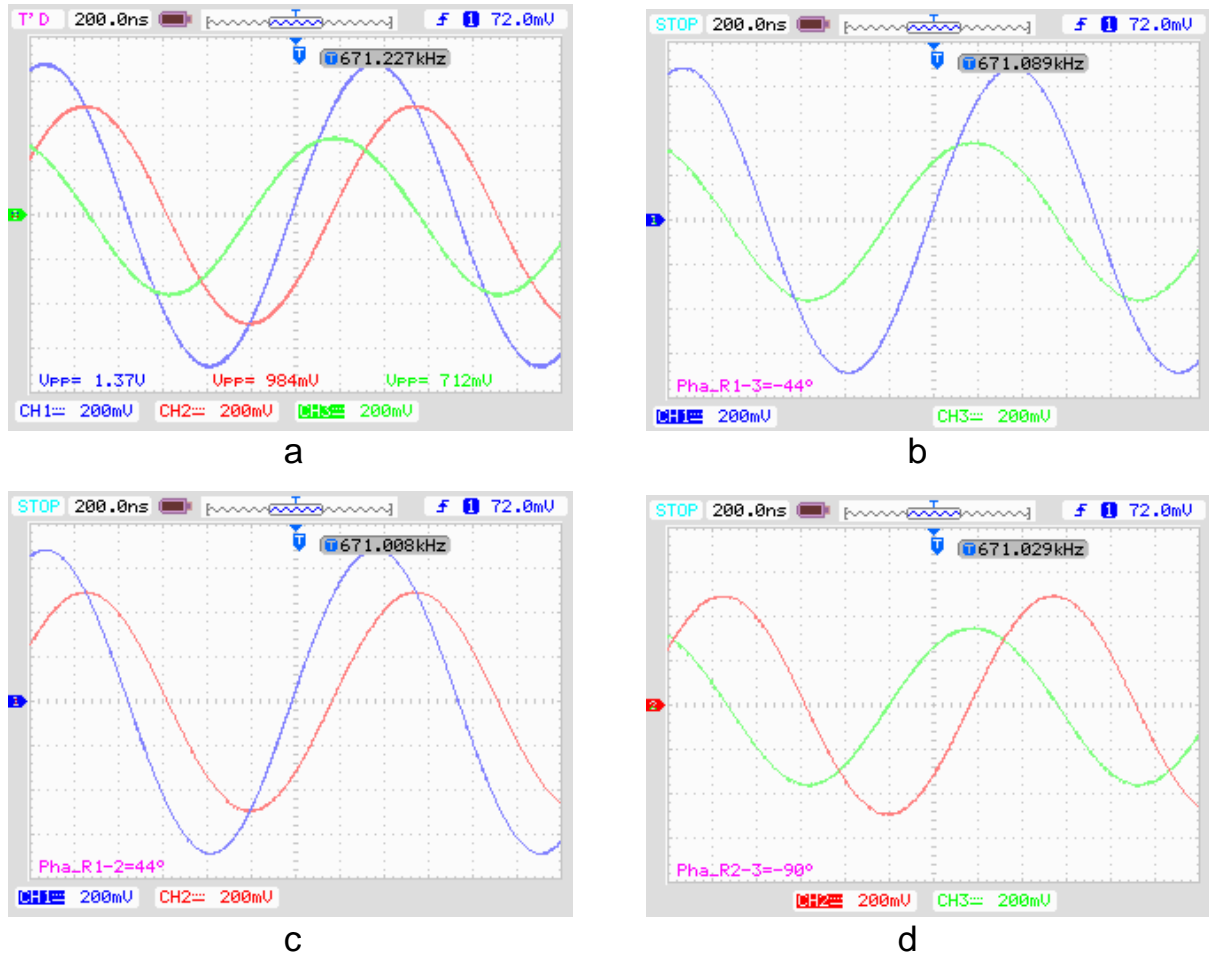 T'D 200.0ns T 1 72.0mV
T 671.227kHz
Vpp= 1.37V Vpp= 984mV Vpp= 712mV
CH1 200mV CH2 200mV CH3 200mV
a
STOP 200.0ns T 1 72.0mV
T 671.089kHz
1
Pha_R1-3=-44°
CH1 200mV CH3 200mV
b
STOP 200.0ns T 1 72.0mV
T 671.008kHz
1
Pha_R1-2=44°
CH1 200mV CH2 200mV
c
STOP 200.0ns T 1 72.0mV
T 671.029kHz
2
Pha_R2-3=-90°
CH2 200mV CH3 200mV
d